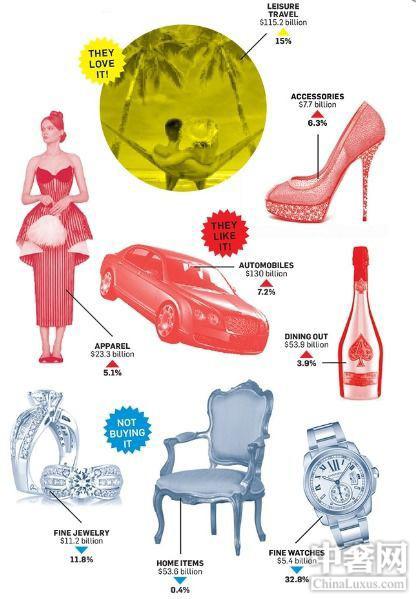 LEISURE
TRAVEL
$115.2 billion
15%
THEY
LOVE
IT!
ACCESSORIES
$7.7 billion
6.3%
THEY
LIKE
IT!
AUTOMOBILES
$130 billion
7.2%
APPAREL
$23.3 billion
5.1%
DINING OUT
$53.9 billion
3.9%
NOT
BUYING
IT
FINE JEWELRY
$11.2 billion
11.8%
HOME ITEMS
$53.6 billion
0.4%
FINE WATCHES
$5.4 billion
32.8%
中奢网
ChinaLuxus.com